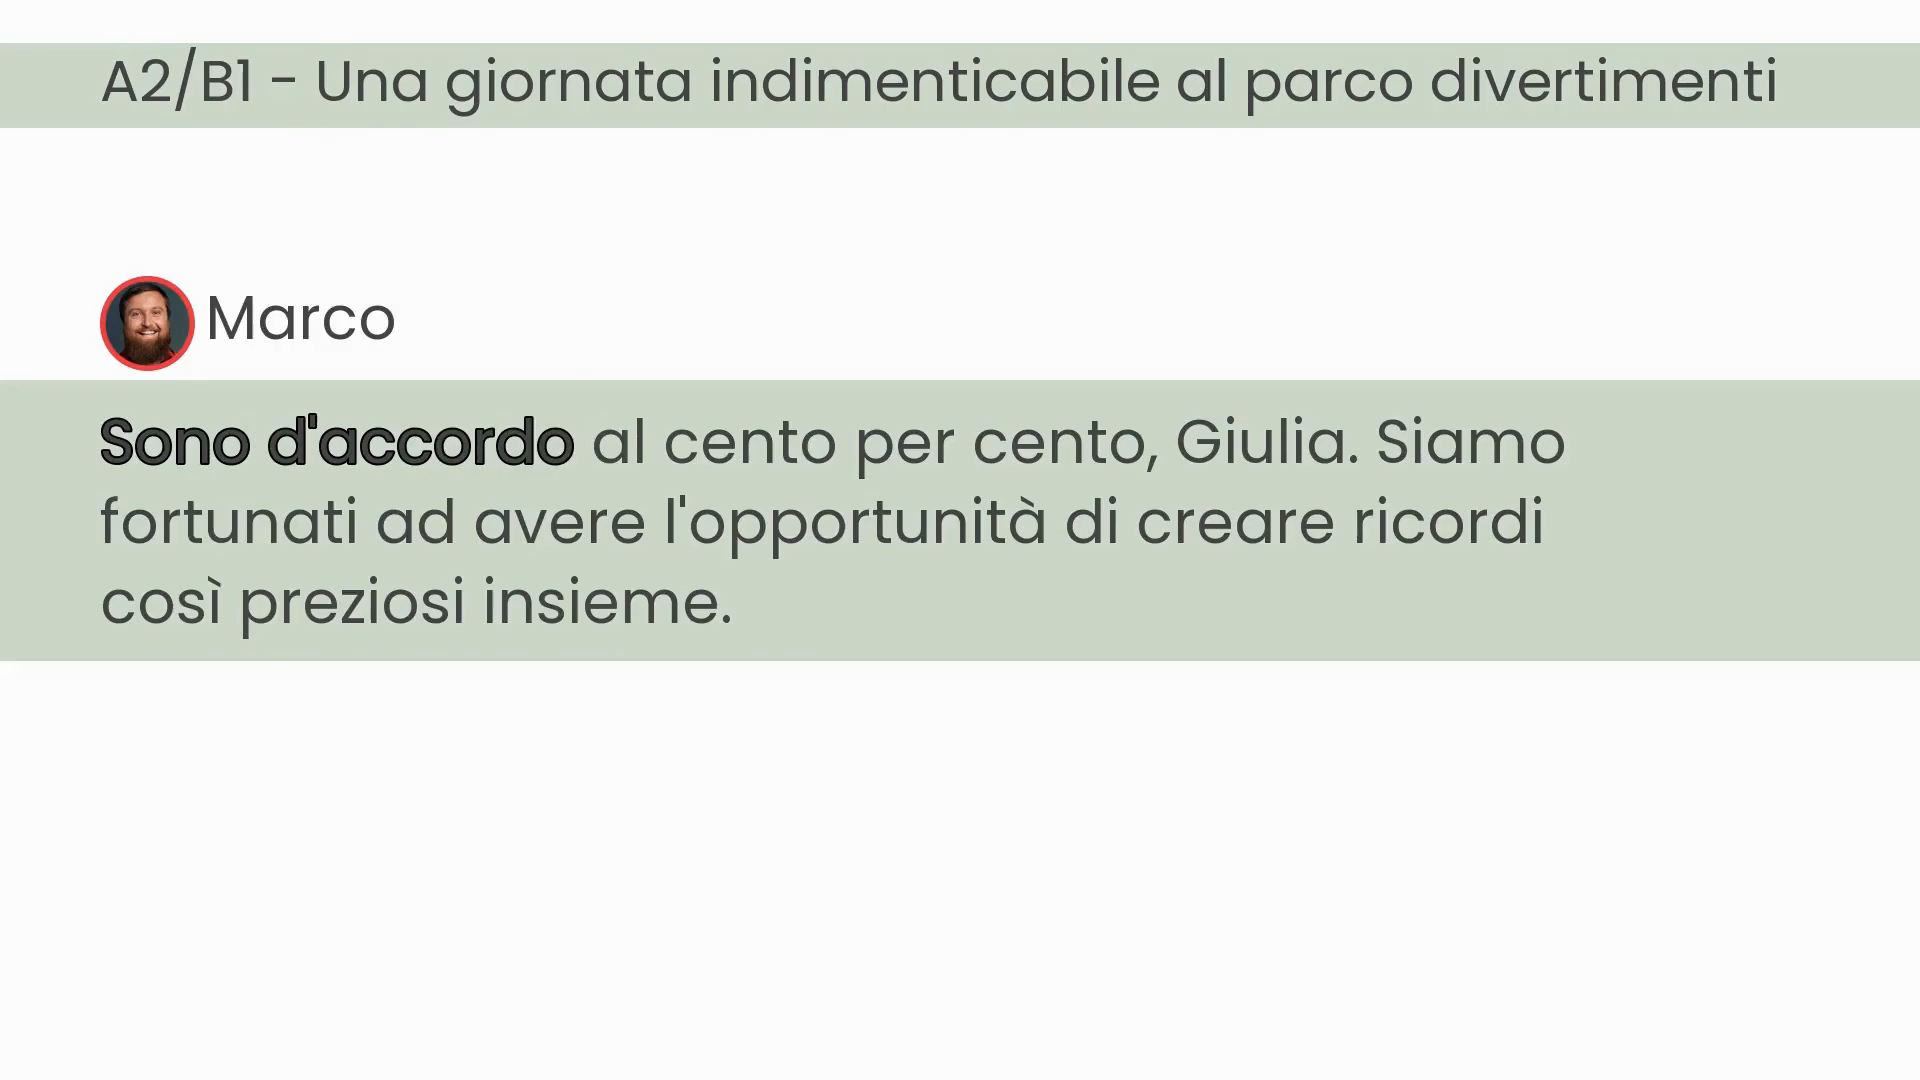 A2/B1 - Una giornata indimenticabile al parco divertimenti
Marco
Sono d'accordo al cento per cento, Giulia. Siamo
fortunati ad avere l'opportunità di creare ricordi
così preziosi insieme.